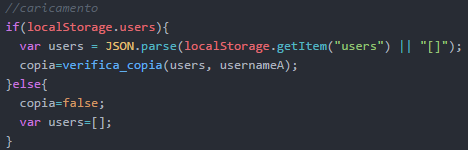 //caricamento
if(localStorage.users){
  var users = JSON.parse(localStorage.getItem("users") || "[]");
  copia=verifica_copia(users, usernameA);
}else{
  copia=false;
  var users=[];
}